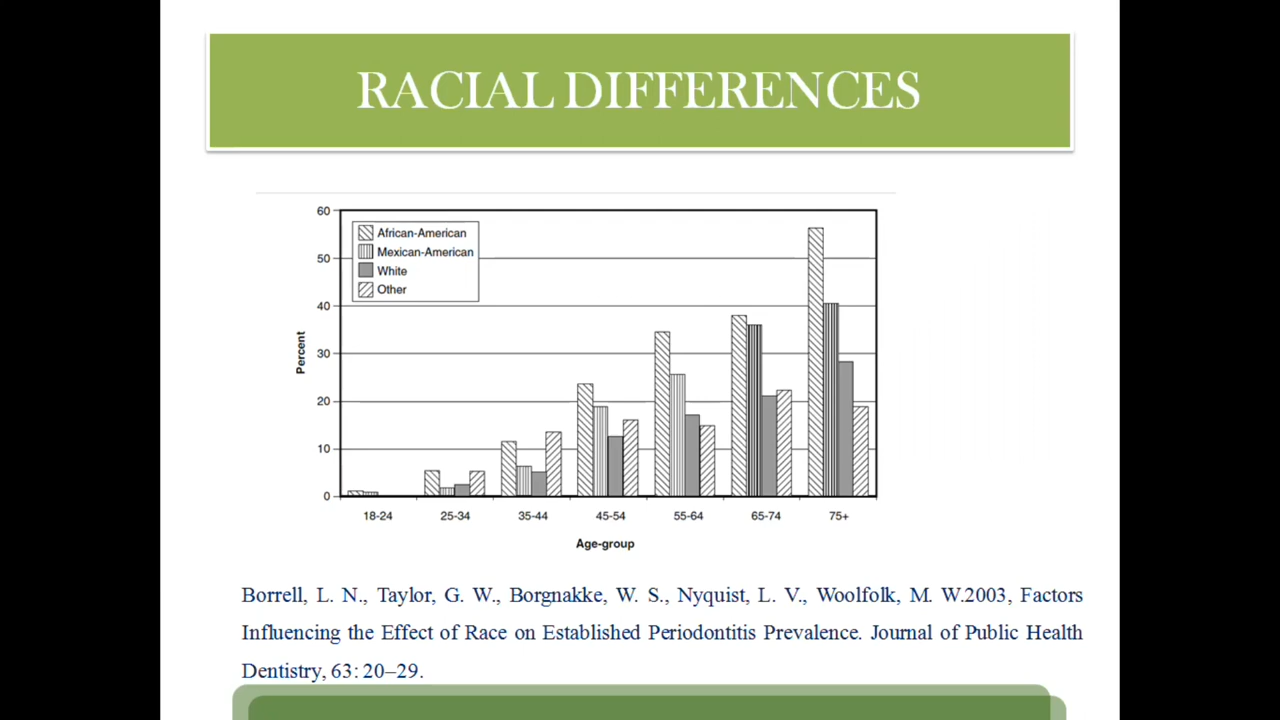 RACIAL DIFFERENCES
60
African-American
Mexican-American
50
White
Other
40
Percent
30
20
10
0
18-24 25-34 35-44 45-54 55-64 65-74 75+
Age-group
Borrell, L. N., Taylor, G. W., Borgnakke, W. S., Nyquist, L. V., Woolfolk, M. W.2003, Factors
Influencing the Effect of Race on Established Periodontitis Prevalence. Journal of Public Health
Dentistry, 63: 20–29.